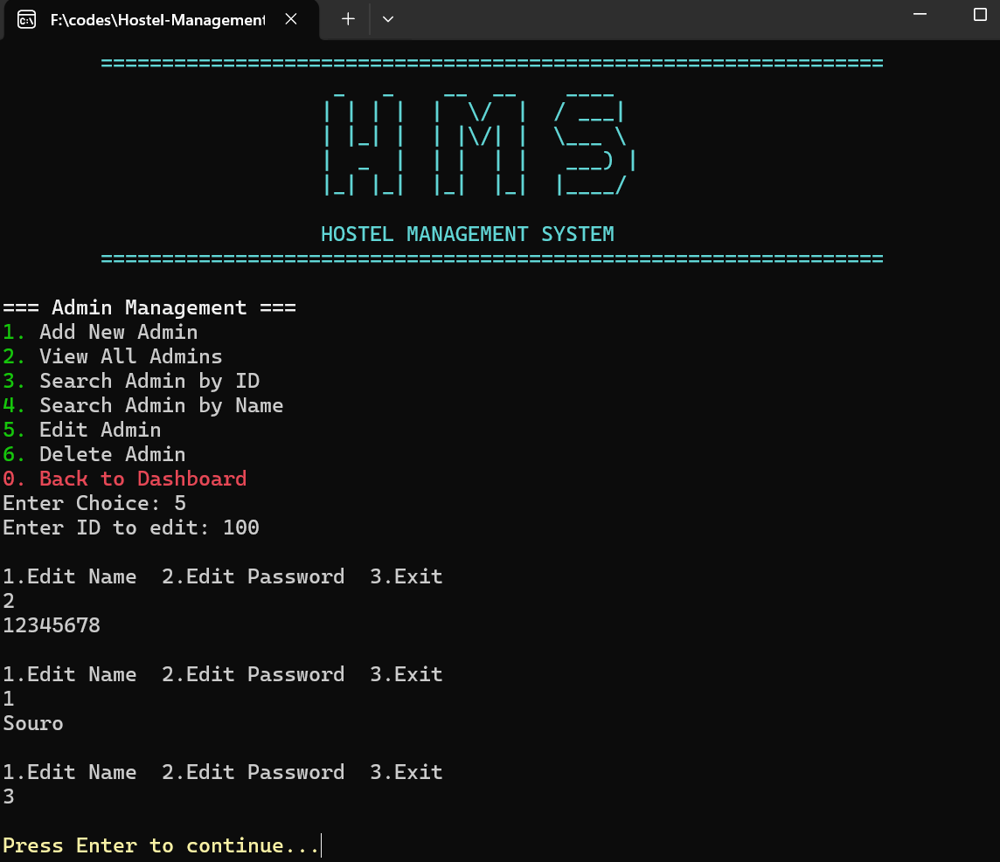 F:\codes\Hostel-Management
================================================================
 _   _    __  __    ____
| | | |  |  \/  |  / ___|
| |_| |  | |\/| |  \___ \
|  _  |  | |  | |   ___) |
|_| |_|  |_|  |_|  |____/
HOSTEL MANAGEMENT SYSTEM
================================================================
=== Admin Management ===
1. Add New Admin
2. View All Admins
3. Search Admin by ID
4. Search Admin by Name
5. Edit Admin
6. Delete Admin
0. Back to Dashboard
Enter Choice: 5
Enter ID to edit: 100
1.Edit Name  2.Edit Password  3.Exit
2
12345678
1.Edit Name  2.Edit Password  3.Exit
1
Souro
1.Edit Name  2.Edit Password  3.Exit
3
Press Enter to continue...